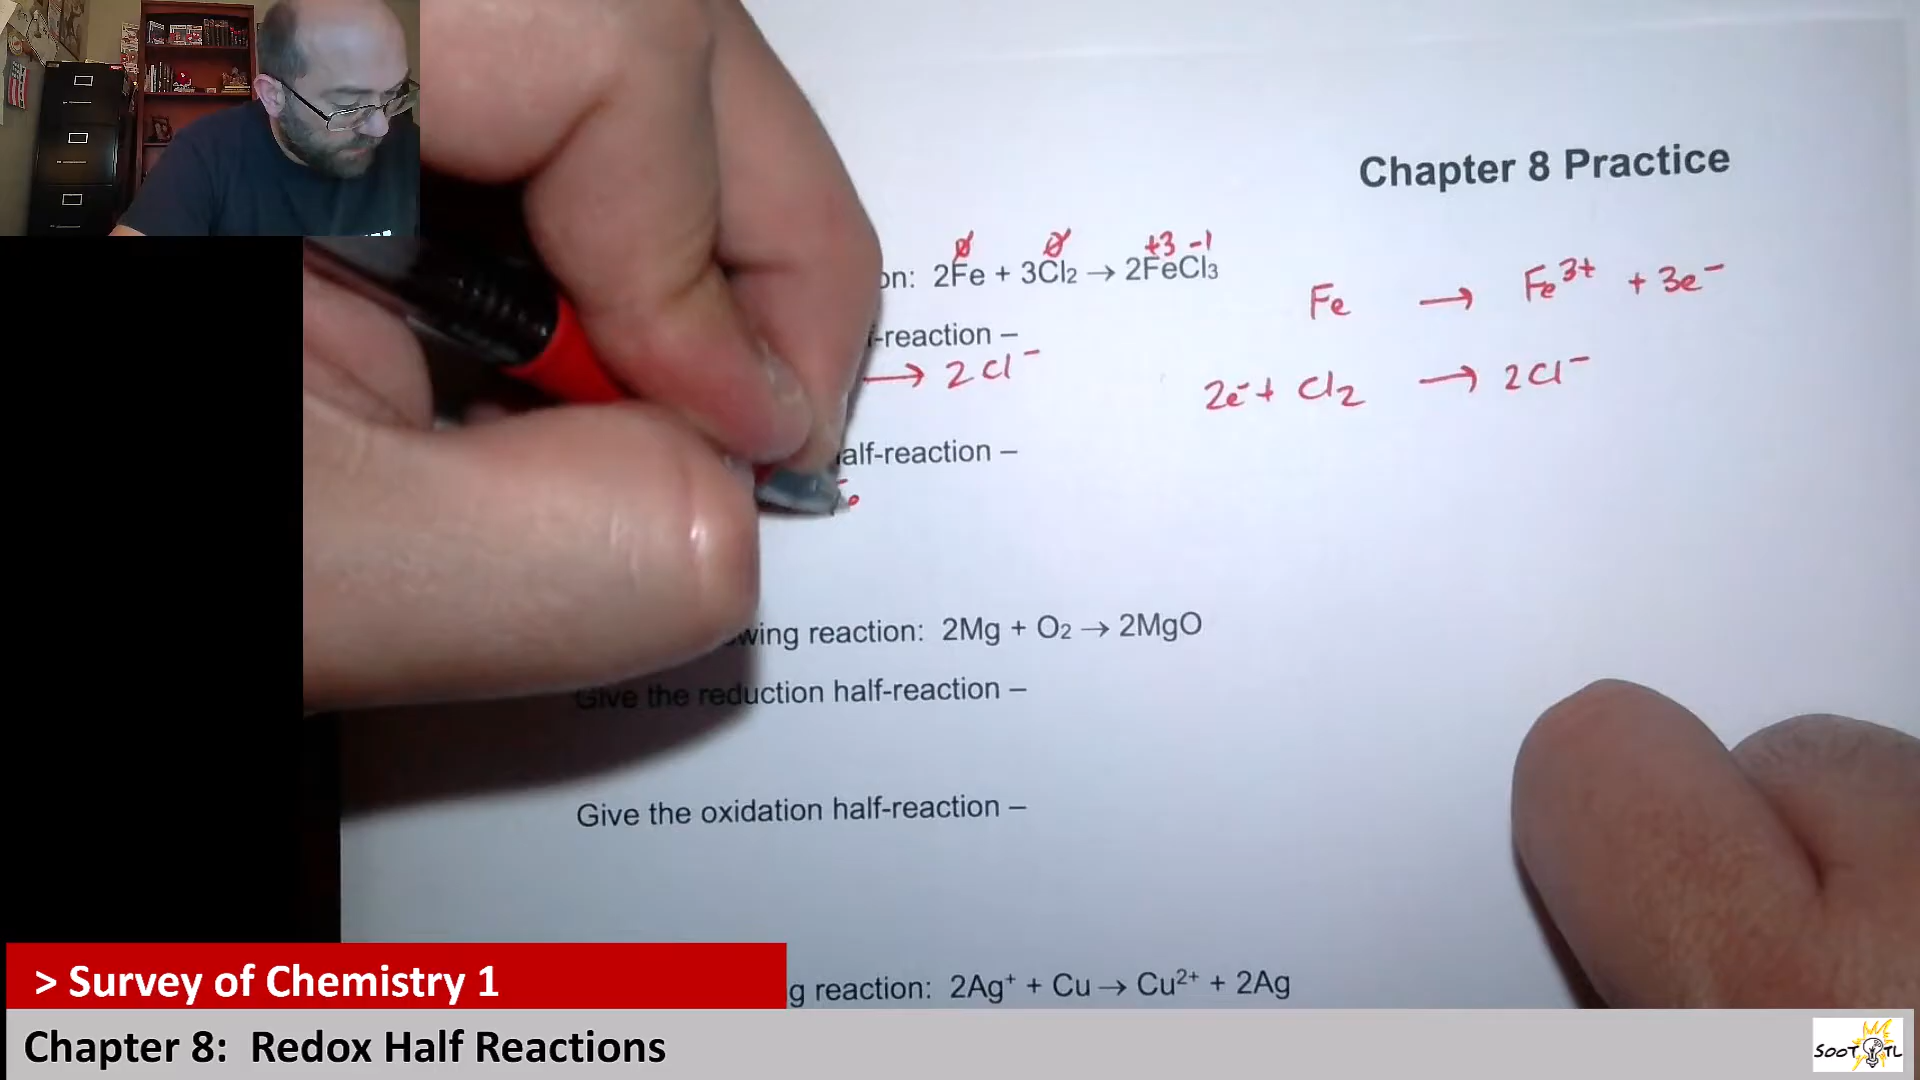 Chapter 8 Practice
0 0 +3 -1
on: 2Fe + 3Cl₂ → 2FeCl₃
Fe → Fe³⁺ + 3e⁻
-reaction –
→ 2Cl⁻
2e⁻ + Cl₂ → 2Cl⁻
alf-reaction –
wing reaction: 2Mg + O₂ → 2MgO
Give the reduction half-reaction –
Give the oxidation half-reaction –
g reaction: 2Ag⁺ + Cu → Cu²⁺ + 2Ag
> Survey of Chemistry 1
Chapter 8: Redox Half Reactions
SOOT TL